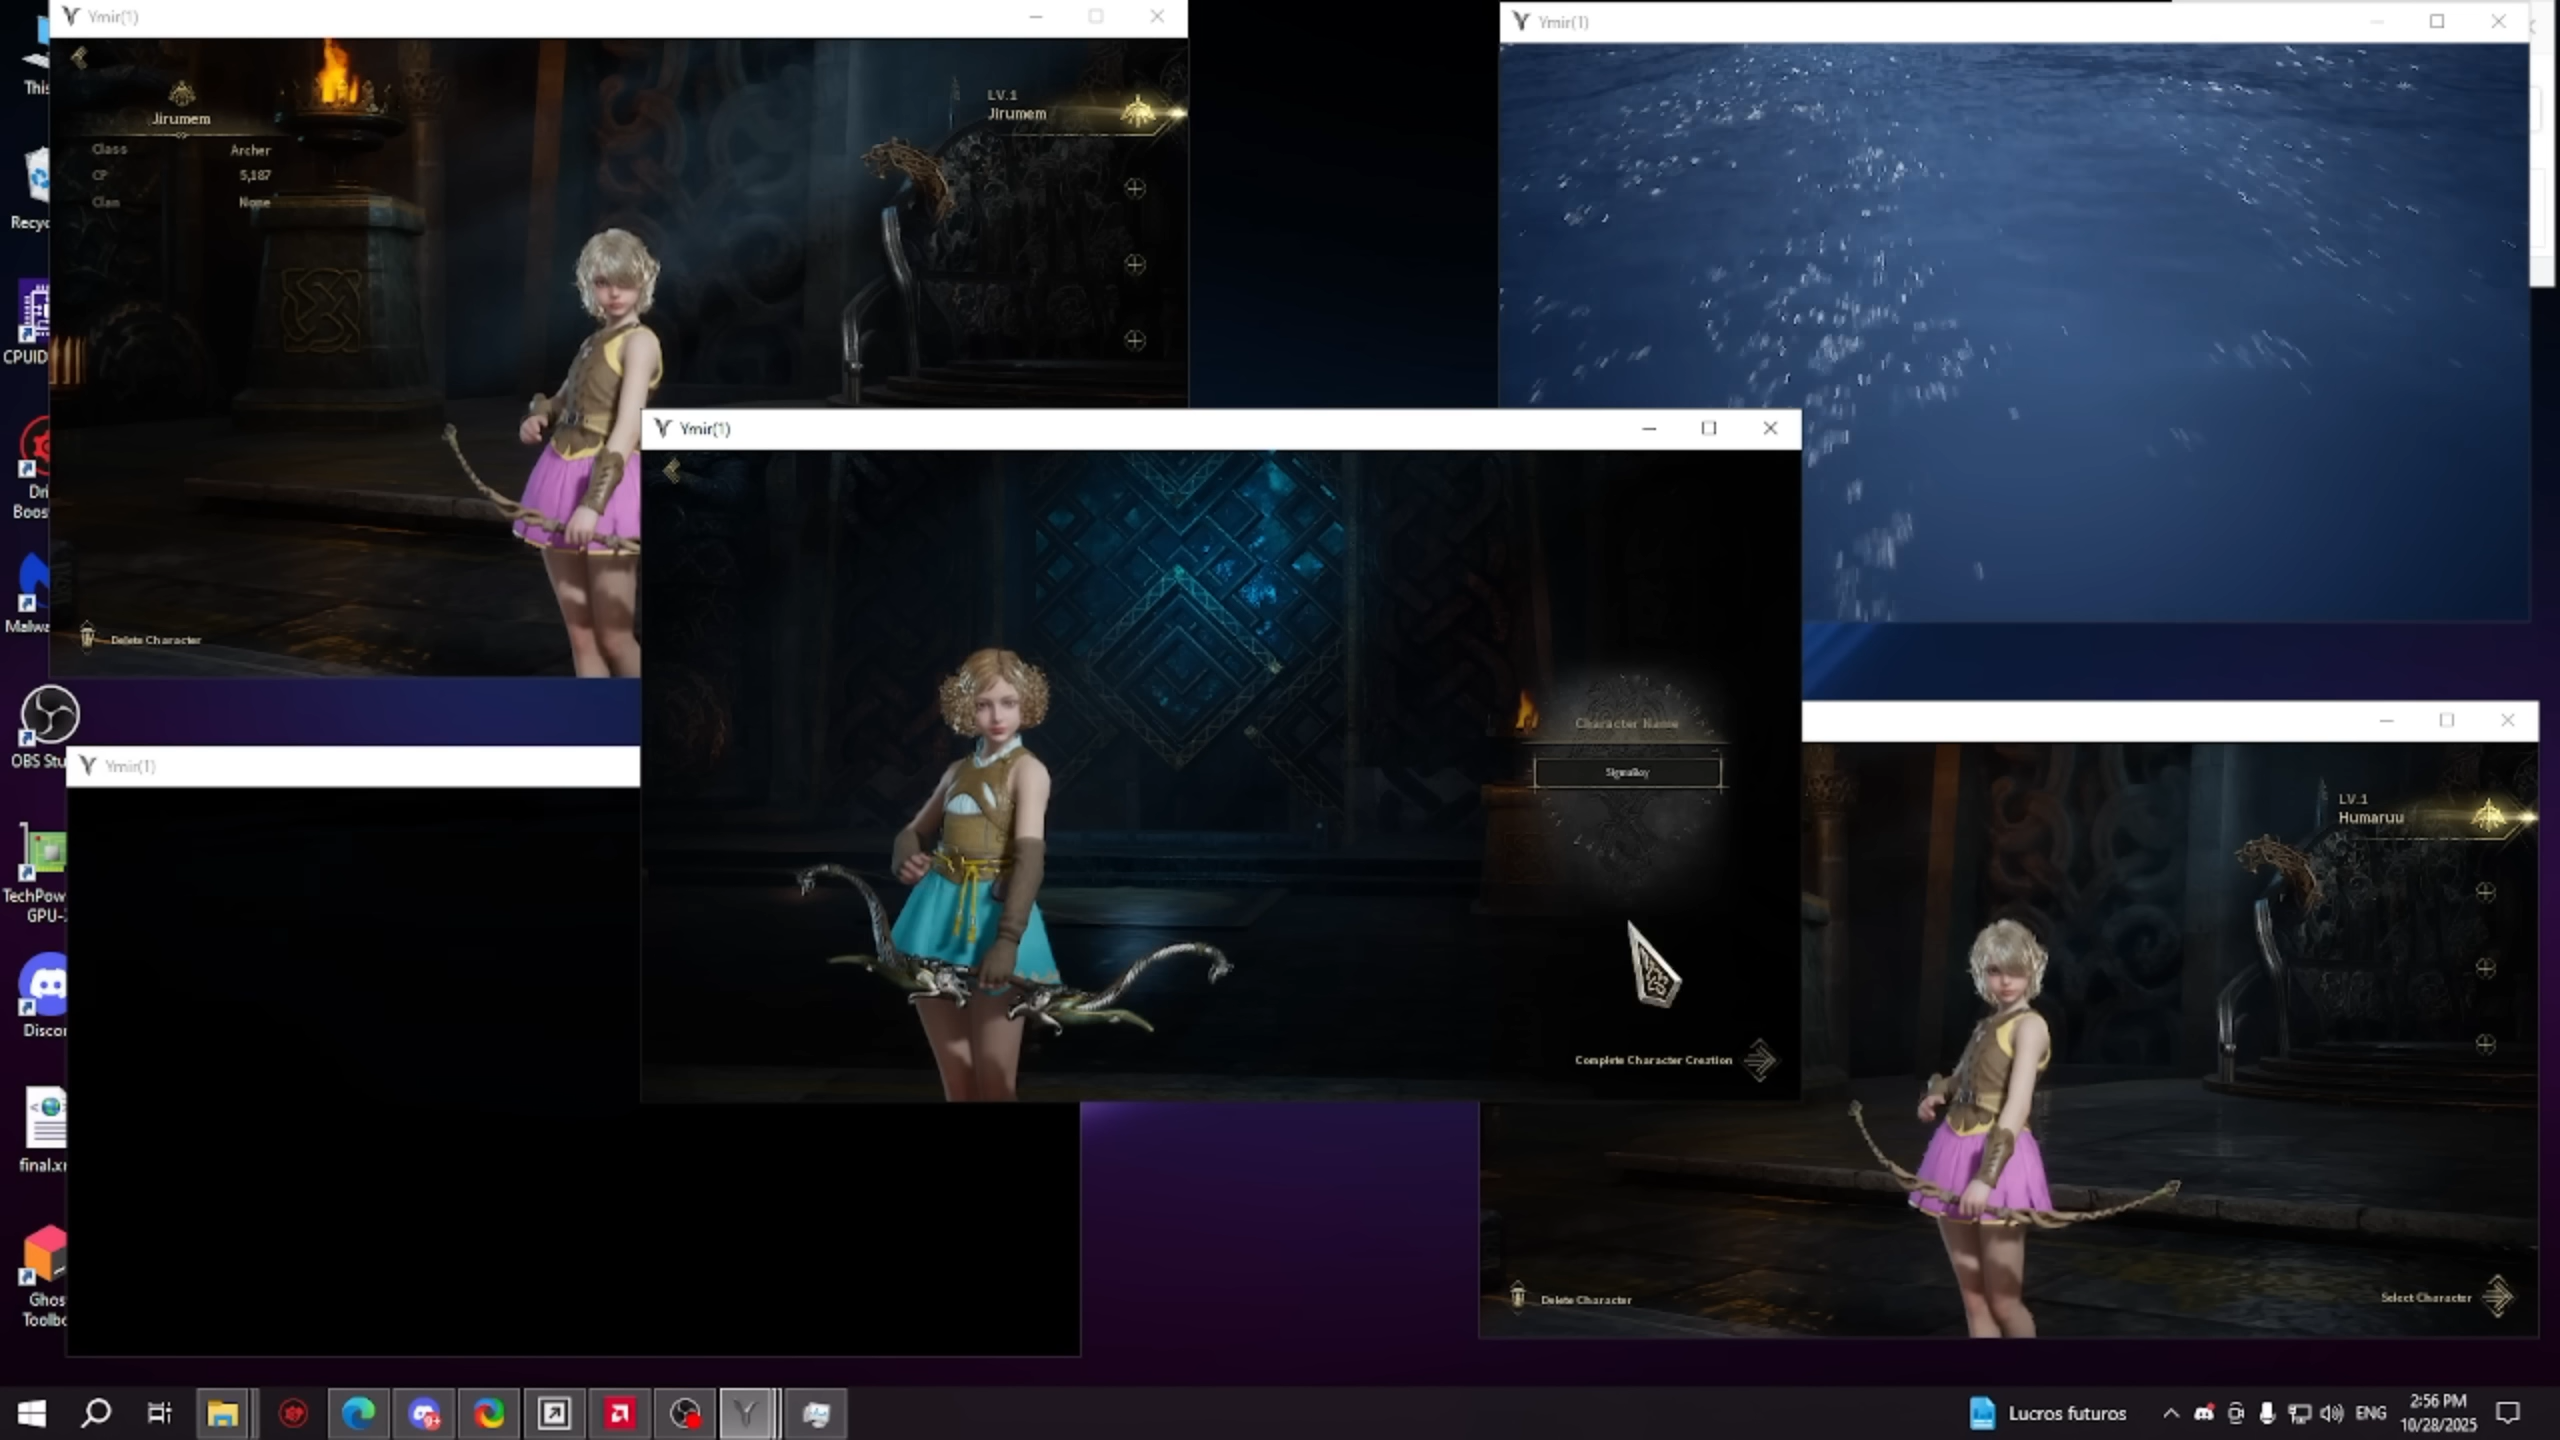 Ymir(1)
Jirumem
Class Archer
CP 5,187
Clan None
LV.1
Jirumem
Delete Character
Ymir(1)
Ymir(1)
Character Name
SigmaBoy
Complete Character Creation
Ymir(1)
LV.1
Humaruu
Delete Character
Select Character
This
Recyc
CPUID
Dri
Boos
Malwa
OBS Stu
TechPow
GPU-
Discor
final.xr
Ghos
Toolbo
Lucros futuros
ENG
2:56 PM
10/28/2025